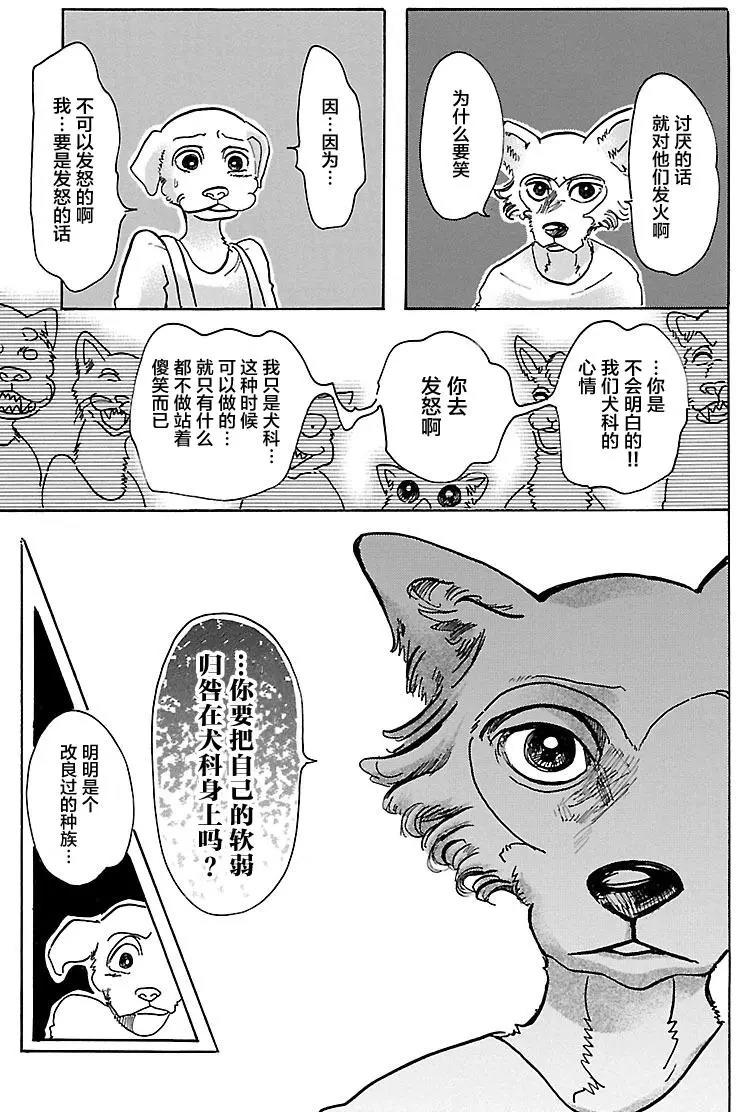 讨厌的话
就对他们发火啊
为什么要笑
因…因为…
不可以发怒的啊
我…要是发怒的话
…你是
不会明白的!!
我们犬科的
心情
你去
发怒啊
我只是犬科…
这种时候
可以做的…
就只有什么
都不做站着
傻笑而已
…你要把自己的软弱
归咎在犬科身上吗？
明明是个
改良过的种族…